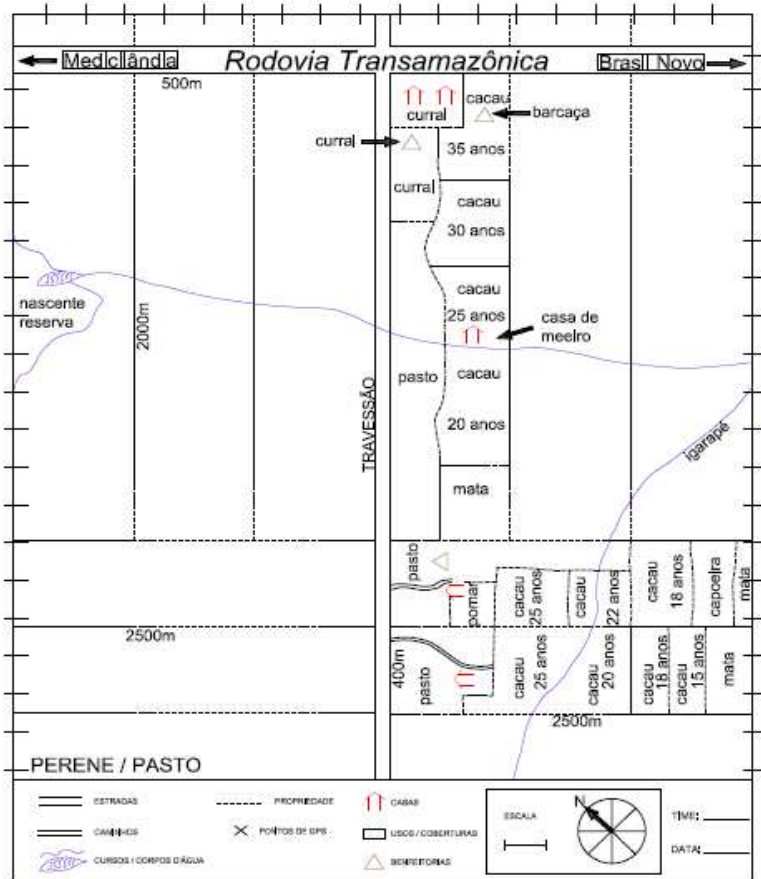 Medicilândia
Rodovia Transamazônica
Brasil Novo
500m
cacau
curral
barcaça
curral
35 anos
curral
cacau
30 anos
cacau
25 anos
casa de
meeiro
nascente
reserva
2000m
TRAVESSÃO
pasto
cacau
20 anos
igarapé
mata
pasto
pomar
cacau
25 anos
cacau
22 anos
cacau
18 anos
capoeira
mata
2500m
400m
pasto
cacau
25 anos
cacau
20 anos
cacau
18 anos
cacau
15 anos
mata
2500m
PERENE / PASTO
ESTRADAS
PROPRIEDADE
CASAS
CAMINHOS
PONTOS DE GPS
USOS / COBERTURAS
CURSOS / CORPOS D'ÁGUA
BENFEITORIAS
ESCALA
N
TIME:
DATA: